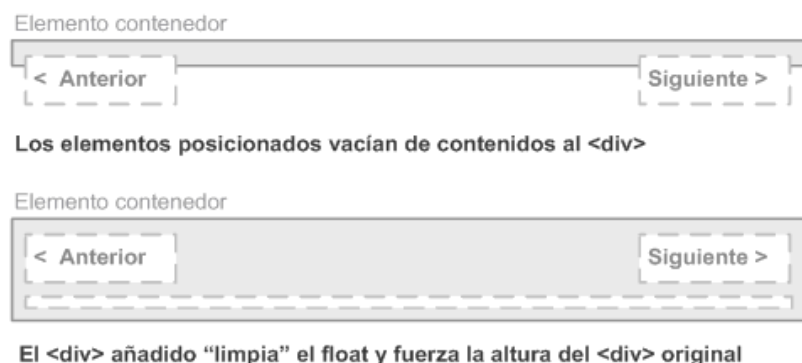 Elemento contenedor
< Anterior Siguiente >
Los elementos posicionados vacían de contenidos al <div>
Elemento contenedor
< Anterior Siguiente >
El <div> añadido “limpia” el float y fuerza la altura del <div> original